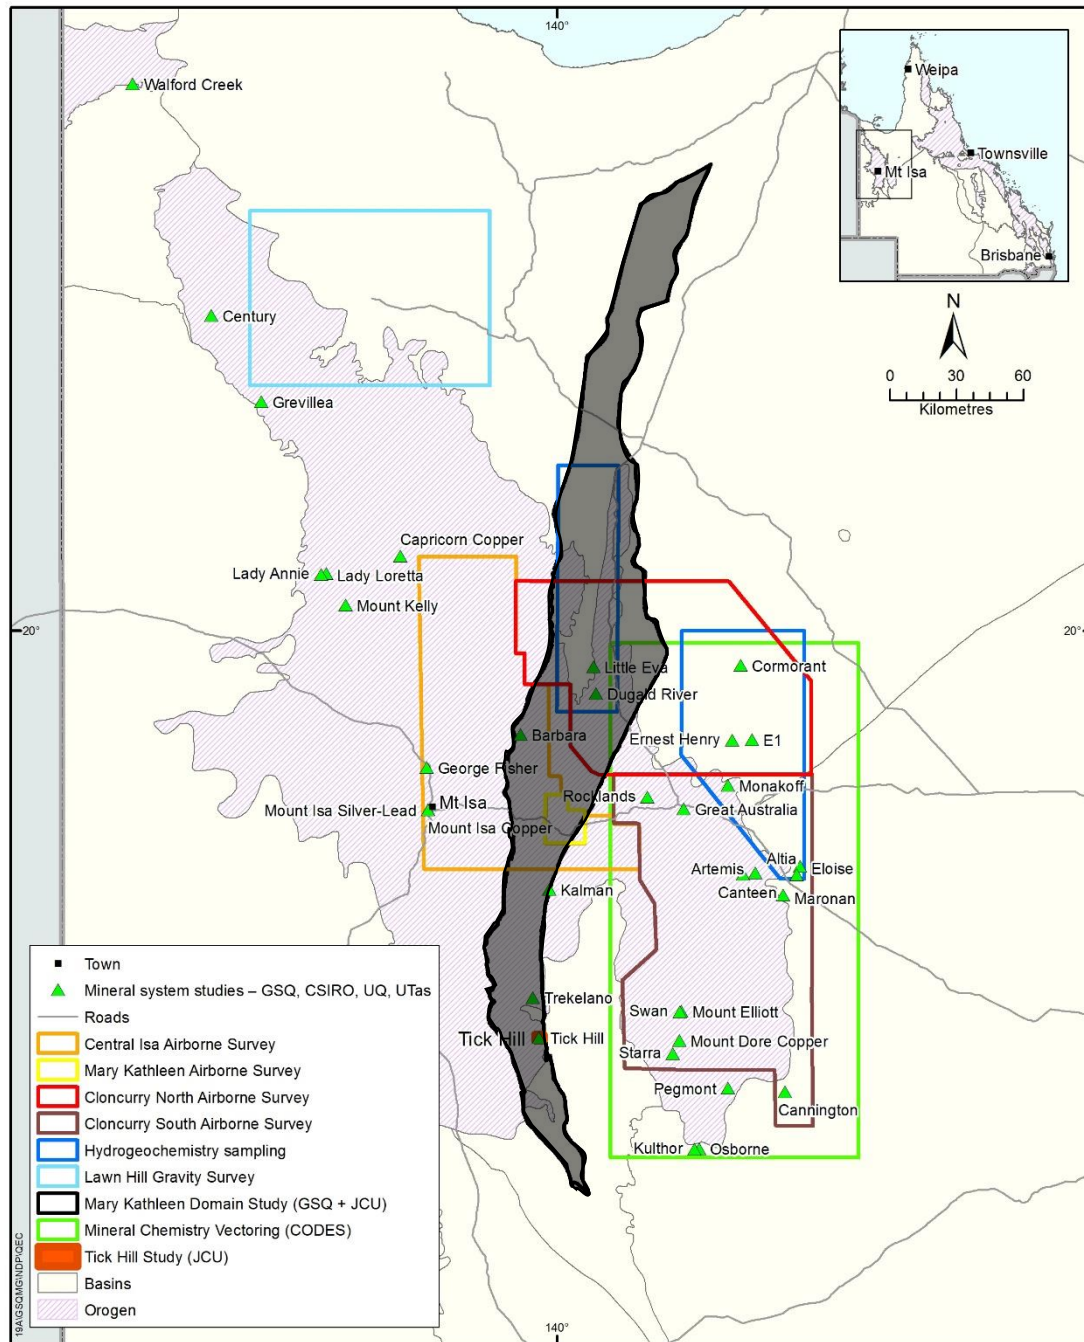 140°
Walford Creek
Weipa
Townsville
Mt Isa
Brisbane
N
0 30 60
Kilometres
Century
Grevillea
Capricorn Copper
Lady Annie
Lady Loretta
Mount Kelly
20°
20°
Little Eva
Cormorant
Dugald River
Barbara
Ernest Henry
E1
George Fisher
Monakoff
Rocklands
Mt Isa
Mount Isa Silver-Lead
Great Australia
Mount Isa Copper
Altia
Artemis
Eloise
Canteen
Kalman
Maronan
Trekelano
Swan
Mount Elliott
Tick Hill
Tick Hill
Mount Dore Copper
Starra
Pegmont
Cannington
Kulthor
Osborne
Town
Mineral system studies – GSQ, CSIRO, UQ, UTas
Roads
Central Isa Airborne Survey
Mary Kathleen Airborne Survey
Cloncurry North Airborne Survey
Cloncurry South Airborne Survey
Hydrogeochemistry sampling
Lawn Hill Gravity Survey
Mary Kathleen Domain Study (GSQ + JCU)
Mineral Chemistry Vectoring (CODES)
Tick Hill Study (JCU)
Basins
Orogen
19A\GSQMG\NDP\QEC
140°